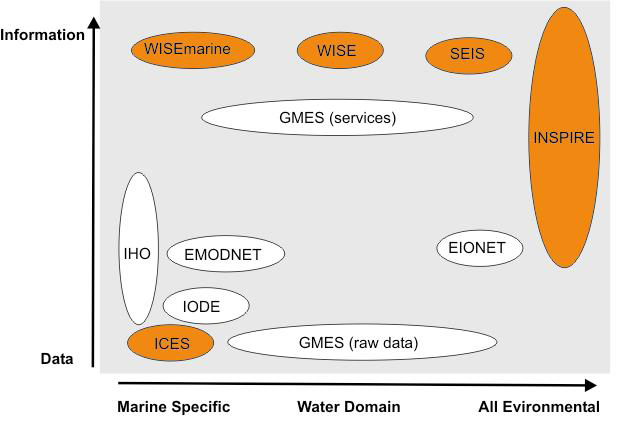 Information
WISEmarine
WISE
SEIS
GMES (services)
INSPIRE
IHO
EMODNET
EIONET
IODE
ICES
GMES (raw data)
Data
Marine Specific
Water Domain
All Evironmental